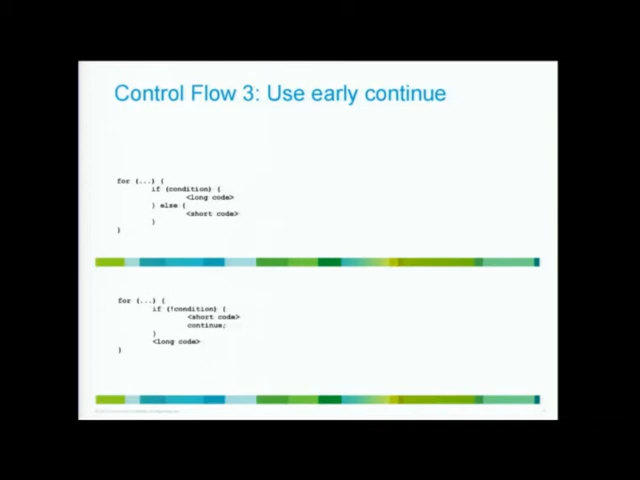 Control Flow 3: Use early continue
for (...) {
if (condition) {
<long code>
} else {
<short code>
}
}
for (...) {
if (!condition) {
<short code>
continue;
}
<long code>
}